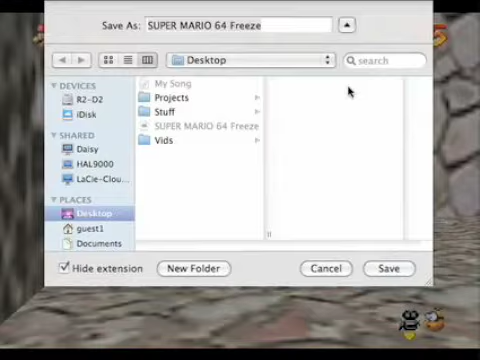 Save As: SUPER MARIO 64 Freeze
Desktop
search
DEVICES
R2-D2
iDisk
SHARED
Daisy
HAL9000
LaCie-Clou...
PLACES
Desktop
guest1
Documents
My Song
Projects
Stuff
SUPER MARIO 64 Freeze
Vids
Hide extension
New Folder
Cancel
Save